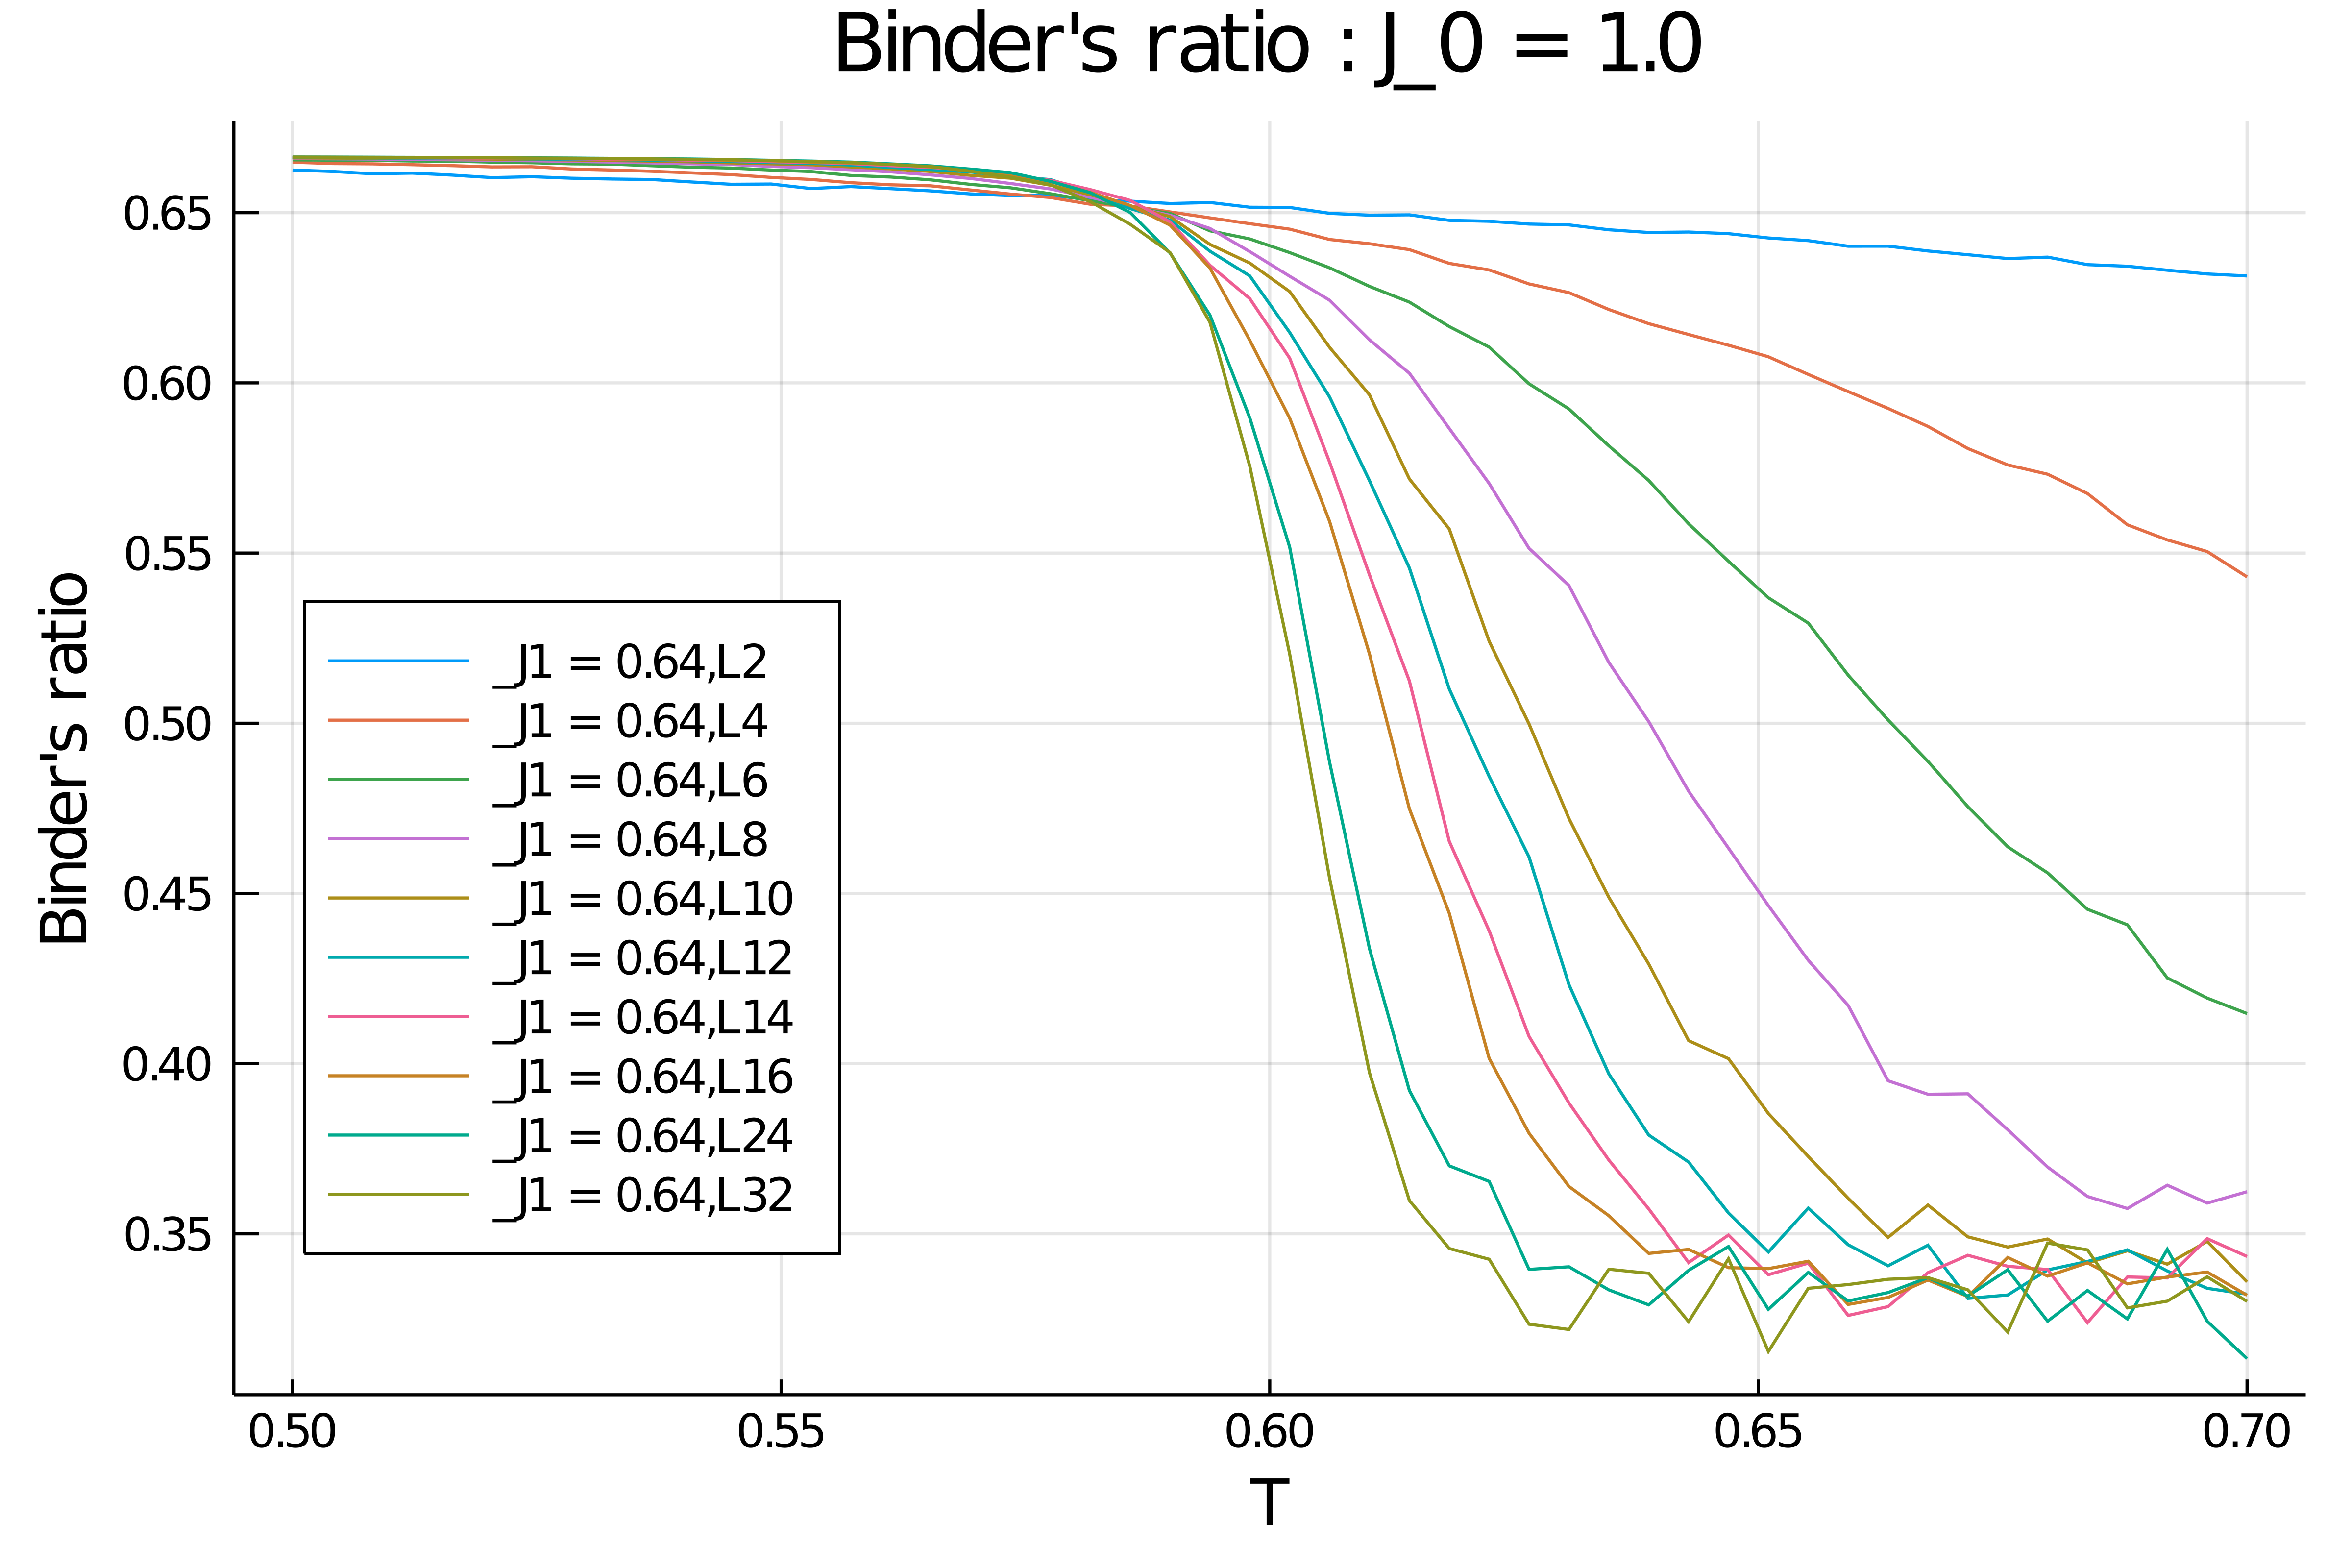 Binder's ratio : J_0 = 1.0
Binder's ratio
0.65
0.60
0.55
0.50
0.45
0.40
0.35
_J1 = 0.64,L2
_J1 = 0.64,L4
_J1 = 0.64,L6
_J1 = 0.64,L8
_J1 = 0.64,L10
_J1 = 0.64,L12
_J1 = 0.64,L14
_J1 = 0.64,L16
_J1 = 0.64,L24
_J1 = 0.64,L32
0.50 0.55 0.60 0.65 0.70
T